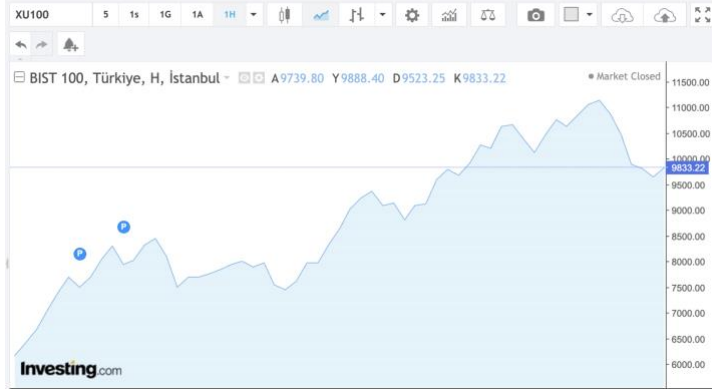 XU100 5 1s 1G 1A 1H
BIST 100, Türkiye, H, İstanbul A9739.80 Y9888.40 D9523.25 K9833.22
Market Closed
11500.00
11000.00
10500.00
10000.00
9833.22
9500.00
9000.00
8500.00
8000.00
7500.00
7000.00
6500.00
6000.00
P
P
Investing.com